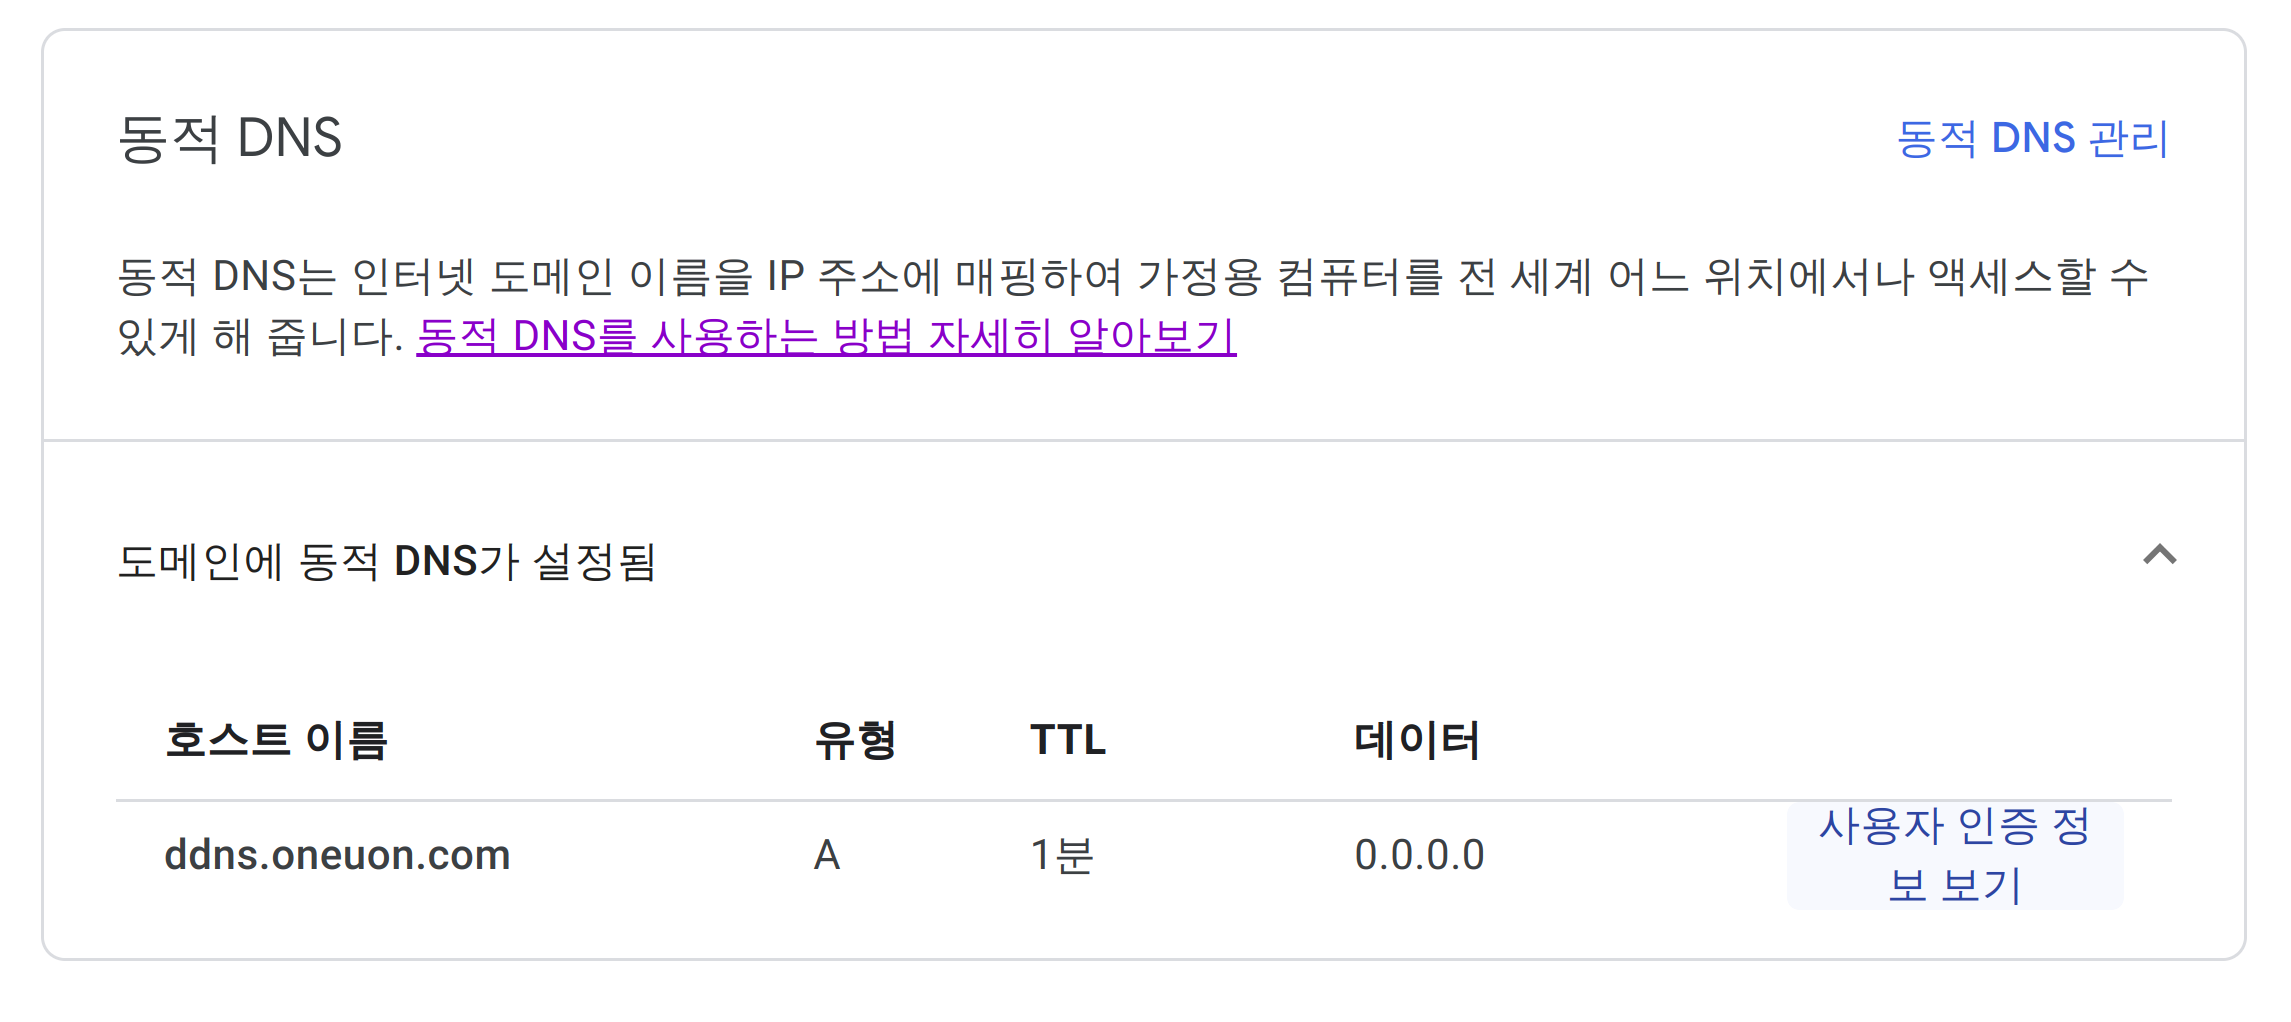 동적 DNS
동적 DNS 관리
동적 DNS는 인터넷 도메인 이름을 IP 주소에 매핑하여 가정용 컴퓨터를 전 세계 어느 위치에서나 액세스할 수
있게 해 줍니다. 동적 DNS를 사용하는 방법 자세히 알아보기
도메인에 동적 DNS가 설정됨
호스트 이름 유형 TTL 데이터
ddns.oneuon.com A 1분 0.0.0.0
사용자 인증 정
보 보기